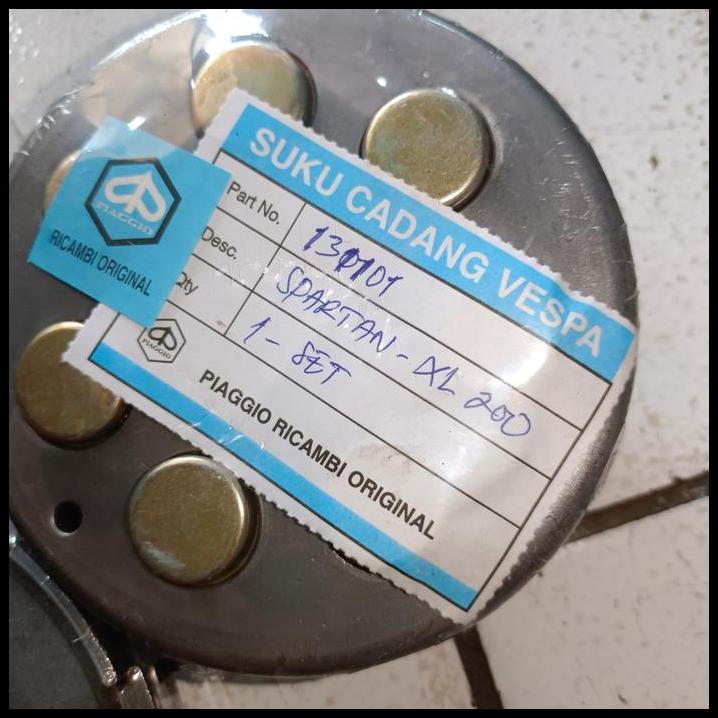 SUKU CADANG VESPA
Part No. 130101
Desc. SPARTAN - XL 200
Qty 1 - SET
PIAGGIO
PIAGGIO RICAMBI ORIGINAL
PIAGGIO
RICAMBI ORIGINAL